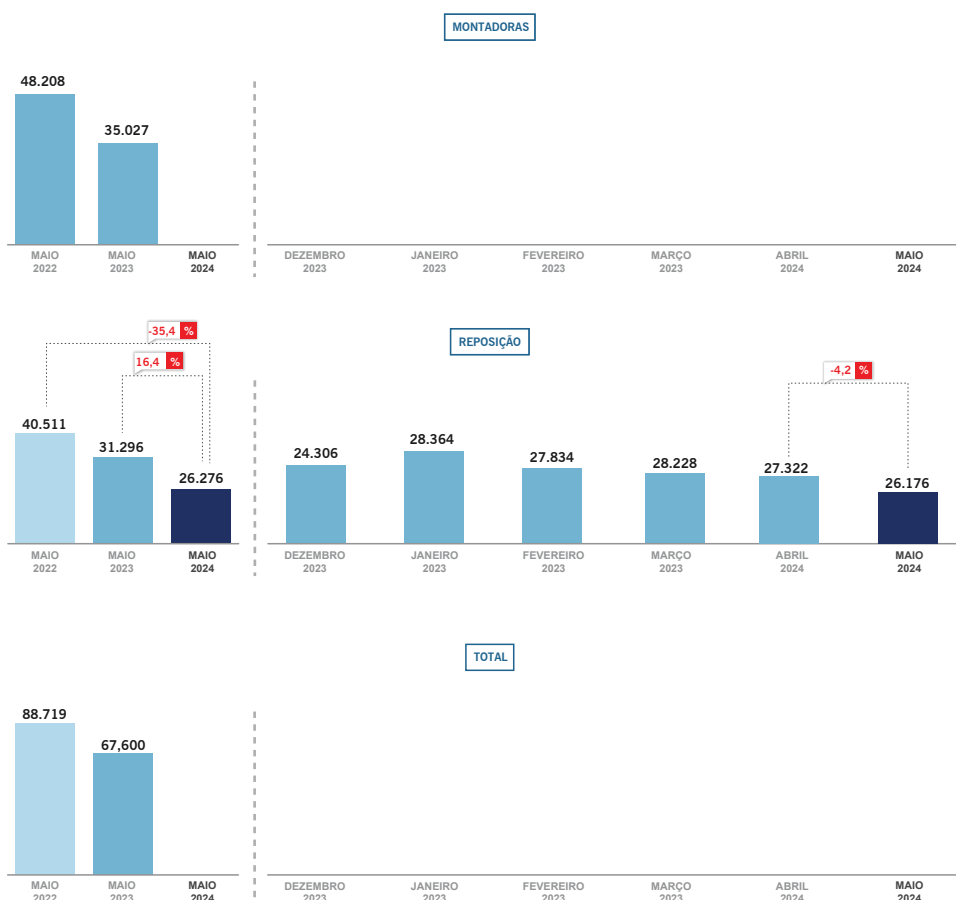 MONTADORAS
48.208
35.027
MAIO
2022
MAIO
2023
MAIO
2024
DEZEMBRO
2023
JANEIRO
2023
FEVEREIRO
2023
MARÇO
2023
ABRIL
2024
MAIO
2024
REPOSIÇÃO
-35,4 %
16,4 %
40.511
31.296
26.276
-4,2 %
24.306
28.364
27.834
28.228
27.322
26.176
MAIO
2022
MAIO
2023
MAIO
2024
DEZEMBRO
2023
JANEIRO
2023
FEVEREIRO
2023
MARÇO
2023
ABRIL
2024
MAIO
2024
TOTAL
88.719
67,600
MAIO
2022
MAIO
2023
MAIO
2024
DEZEMBRO
2023
JANEIRO
2023
FEVEREIRO
2023
MARÇO
2023
ABRIL
2024
MAIO
2024